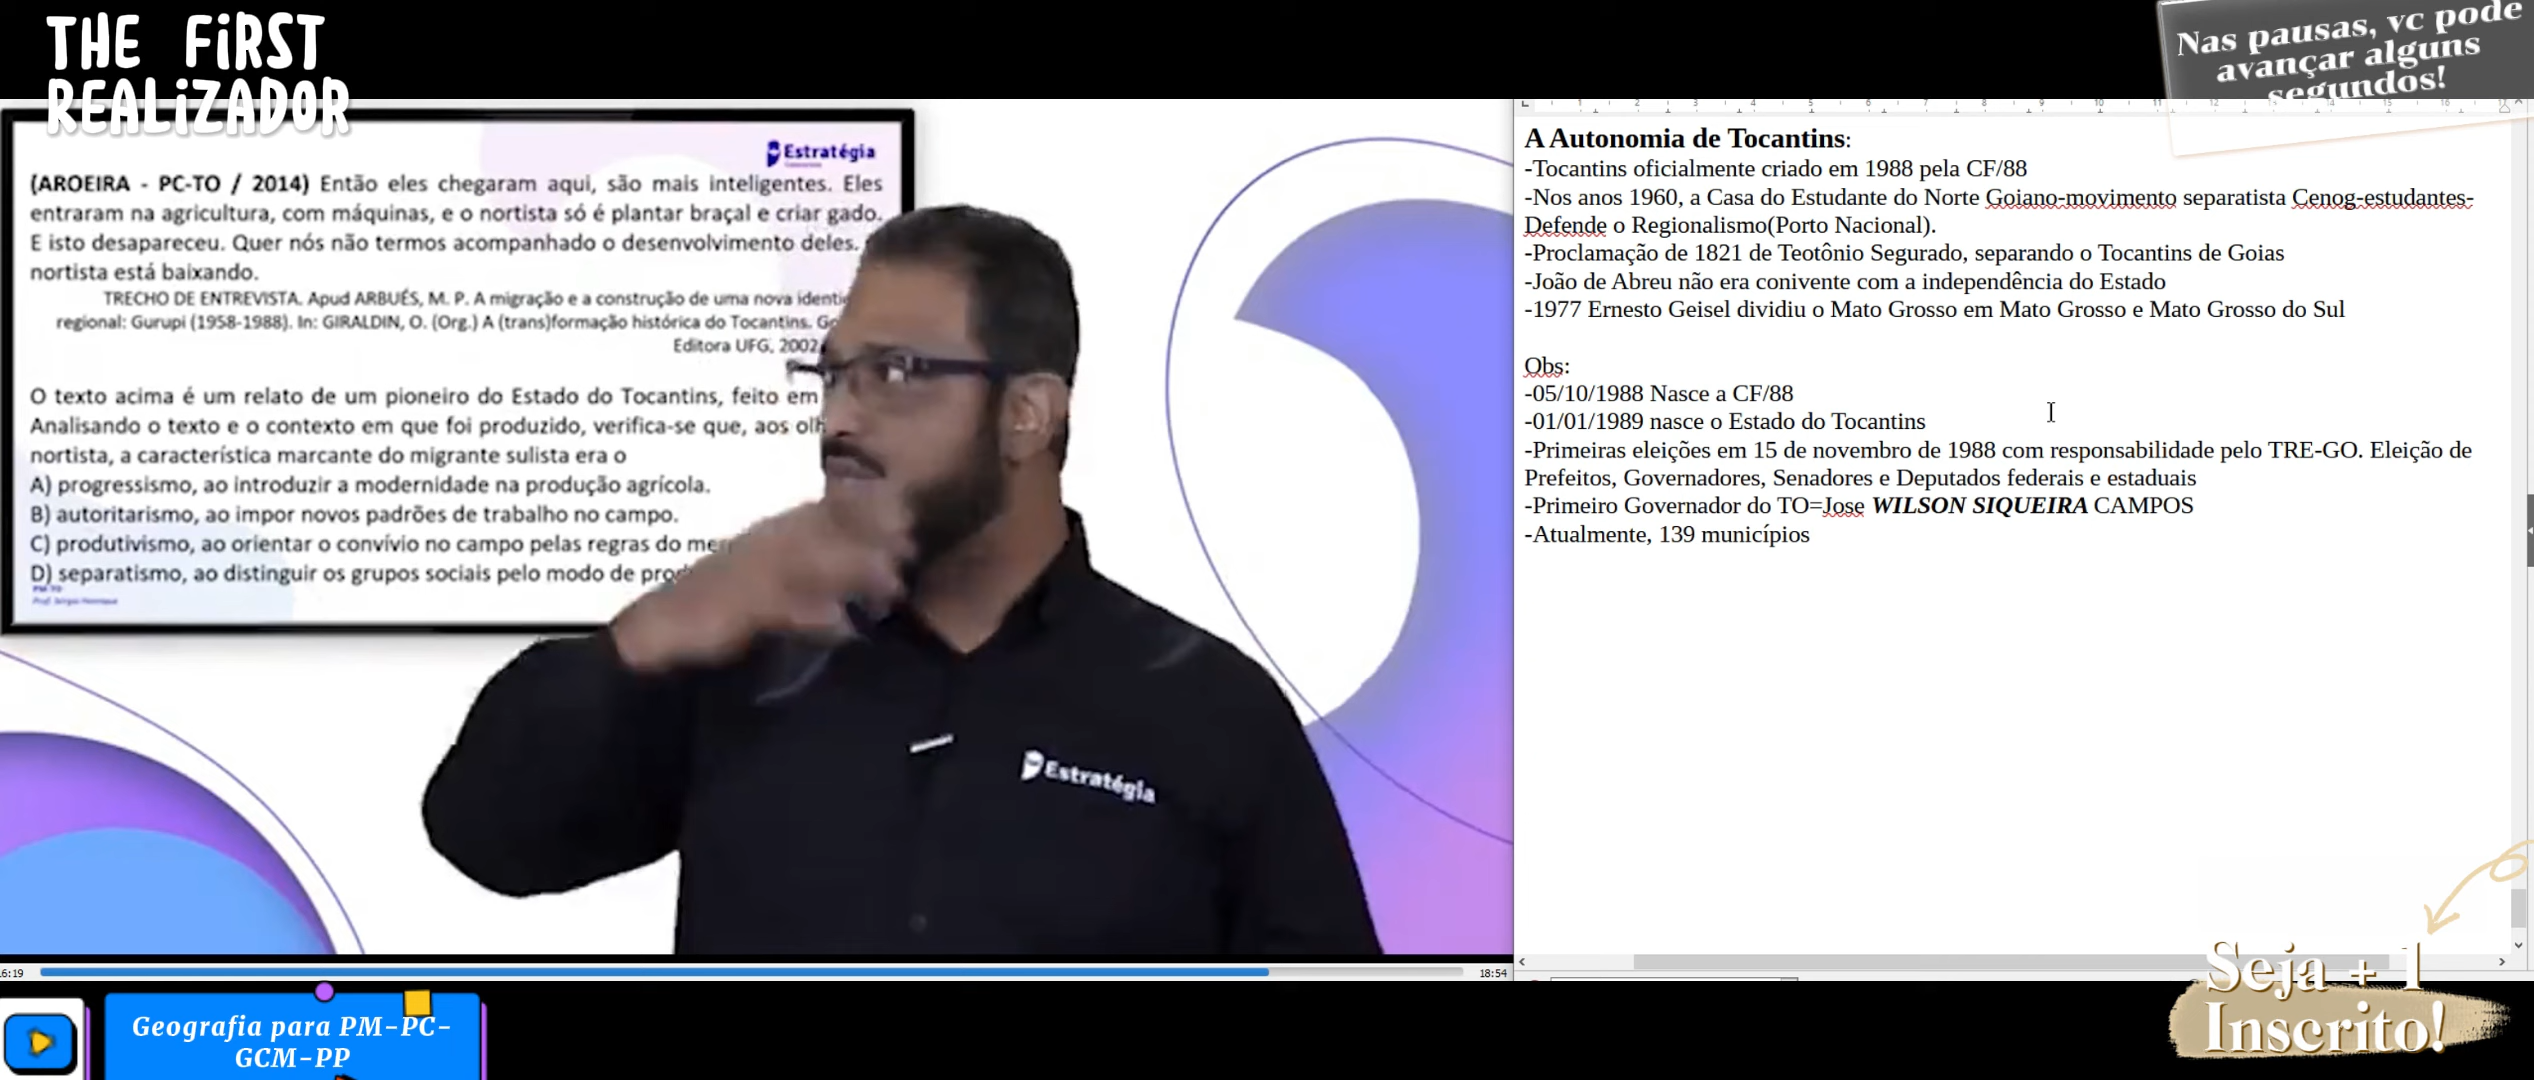 THE FiRST
REALiZADOR
Nas pausas, vc pode
avançar alguns
segundos!
Estratégia
(AROEIRA - PC-TO / 2014) Então eles chegaram aqui, são mais inteligentes. Eles
entraram na agricultura, com máquinas, e o nortista só é plantar braçal e criar gado.
E isto desapareceu. Quer nós não termos acompanhado o desenvolvimento deles.
nortista está baixando.
TRECHO DE ENTREVISTA. Apud ARBUÉS, M. P. A migração e a construção de uma nova
regional: Gurupi (1958-1988). In: GIRALDIN, O. (Org.) A (trans)formação histórica do Tocantins.
Editora UFG, 2002
O texto acima é um relato de um pioneiro do Estado do Tocantins, feito em
Analisando o texto e o contexto em que foi produzido, verifica-se que, aos
nortista, a característica marcante do migrante sulista era o
A) progressismo, ao introduzir a modernidade na produção agrícola.
B) autoritarismo, ao impor novos padrões de trabalho no campo.
C) produtivismo, ao orientar o convívio no campo pelas regras do
D) separatismo, ao distinguir os grupos sociais pelo modo de
PM TO
Prof. Sérgio Henrique
Estratégia
6:19
18:54
A Autonomia de Tocantins:
-Tocantins oficialmente criado em 1988 pela CF/88
-Nos anos 1960, a Casa do Estudante do Norte Goiano-movimento separatista Cenog-estudantes-
Defende o Regionalismo(Porto Nacional).
-Proclamação de 1821 de Teotônio Segurado, separando o Tocantins de Goias
-João de Abreu não era conivente com a independência do Estado
-1977 Ernesto Geisel dividiu o Mato Grosso em Mato Grosso e Mato Grosso do Sul
Obs:
-05/10/1988 Nasce a CF/88
-01/01/1989 nasce o Estado do Tocantins
-Primeiras eleições em 15 de novembro de 1988 com responsabilidade pelo TRE-GO. Eleição de
Prefeitos, Governadores, Senadores e Deputados federais e estaduais
-Primeiro Governador do TO=Jose WILSON SIQUEIRA CAMPOS
-Atualmente, 139 municípios
Geografia para PM-PC-
GCM-PP
Seja + 1
Inscrito!